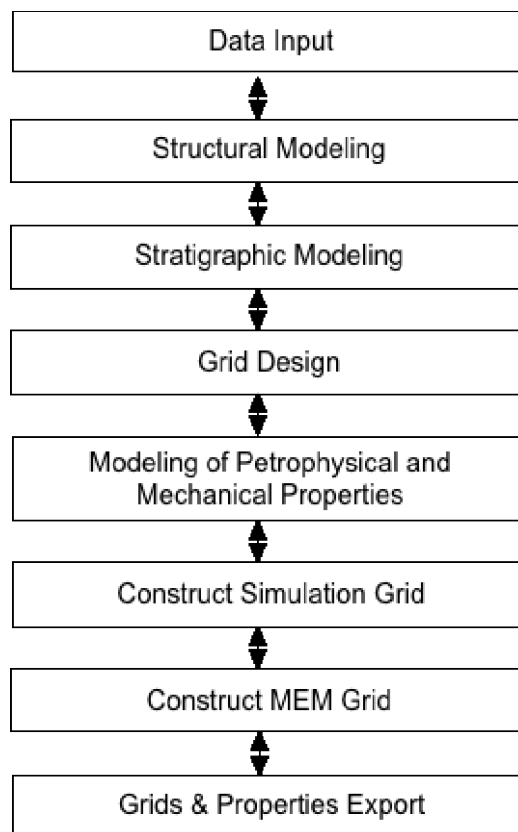 Data Input
Structural Modeling
Stratigraphic Modeling
Grid Design
Modeling of Petrophysical and
Mechanical Properties
Construct Simulation Grid
Construct MEM Grid
Grids & Properties Export